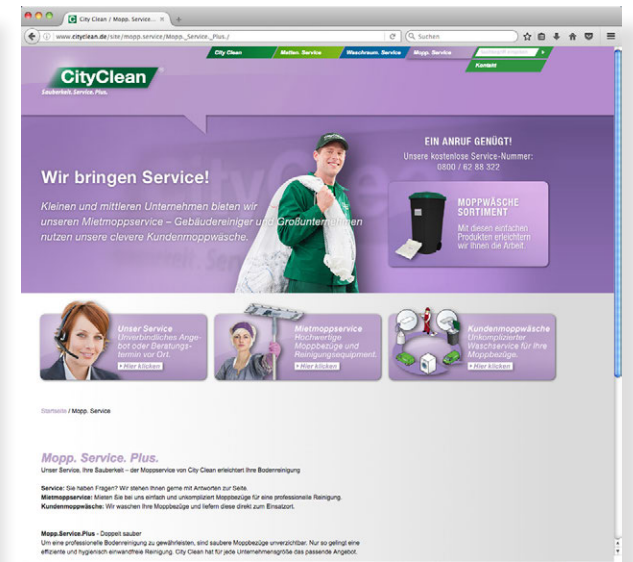 City Clean / Mopp. Service...
www.cityclean.de/site/mopp.service/Mopp._Service._Plus./
Suchen
City Clean
Matten. Service
Waschraum. Service
Mopp. Service
Kontakt
CityClean
Sauberkeit. Service. Plus.
EIN ANRUF GENÜGT!
Unsere kostenlose Service-Nummer:
0800 / 62 88 322
Wir bringen Service!
Kleinen und mittleren Unternehmen bieten wir
unseren Mietmoppservice – Gebäudereiniger und Großunternehmen
nutzen unsere clevere Kundenmoppwäsche.
MOPPWÄSCHE
SORTIMENT
Mit diesen einfachen
Produkten erleichtern
wir Ihnen die Arbeit.
Unser Service
Unverbindliches Ange-
bot oder Beratungs-
termin vor Ort.
Hier klicken
Mietmoppservice
Hochwertige
Moppbezüge und
Reinigungsequipment.
Hier klicken
Kundenmoppwäsche
Unkomplizierter
Waschservice für Ihre
Moppbezüge.
Hier klicken
Startseite / Mopp. Service
Mopp. Service. Plus.
Unser Service, Ihre Sauberkeit – der Moppservice von City Clean erleichtert Ihre Bodenreinigung
Service: Sie haben Fragen? Wir stehen Ihnen gerne mit Antworten zur Seite.
Mietmoppservice: Mieten Sie bei uns einfach und unkompliziert Moppbezüge für eine professionelle Reinigung.
Kundenmoppwäsche: Wir waschen Ihre Moppbezüge und liefern diese direkt zum Einsatzort.
Mopp.Service.Plus - Doppelt sauber
Um eine professionelle Bodenreinigung zu gewährleisten, sind saubere Moppbezüge unverzichtbar. Nur so gelingt eine
effiziente und hygienisch einwandfreie Reinigung. City Clean hat für jede Unternehmensgröße das passende Angebot.